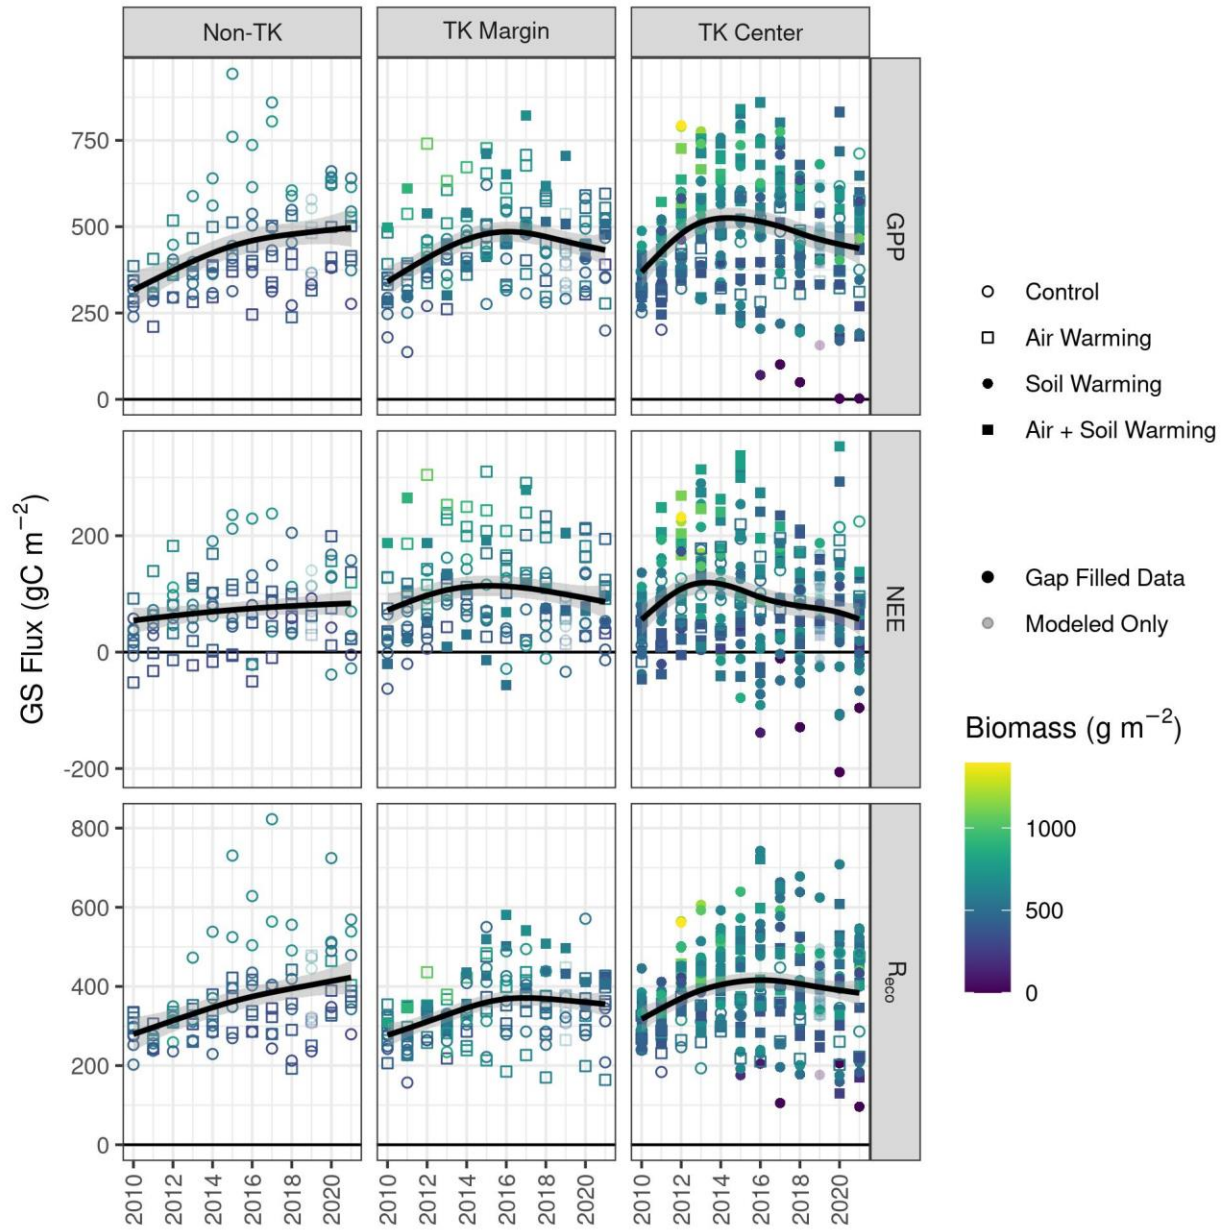 Non-TK
TK Margin
TK Center
750
500
250
0
GPP
200
0
-200
NEE
800
600
400
200
0
Reco
GS Flux (gC m−2)
2010
2012
2014
2016
2018
2020
2010
2012
2014
2016
2018
2020
2010
2012
2014
2016
2018
2020
Control
Air Warming
Soil Warming
Air + Soil Warming
Gap Filled Data
Modeled Only
Biomass (g m−2)
1000
500
0